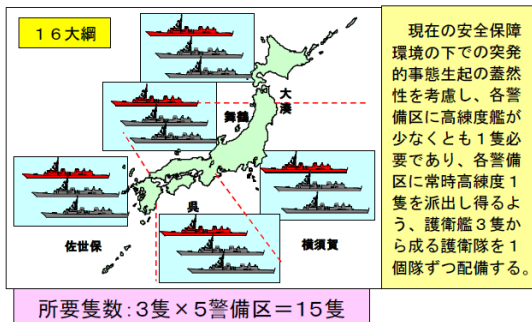 16大綱
大湊
舞鶴
佐世保
呉
横須賀
現在の安全保障
環境の下での突発
的事態生起の蓋然
性を考慮し、各警
備区に高練度艦が
少なくとも1隻必
要であり、各警備
区に常時高練度1
隻を派出し得るよ
う、護衛艦3隻か
ら成る護衛隊を1
個隊ずつ配備する。
所要隻数:3隻×5警備区=15隻